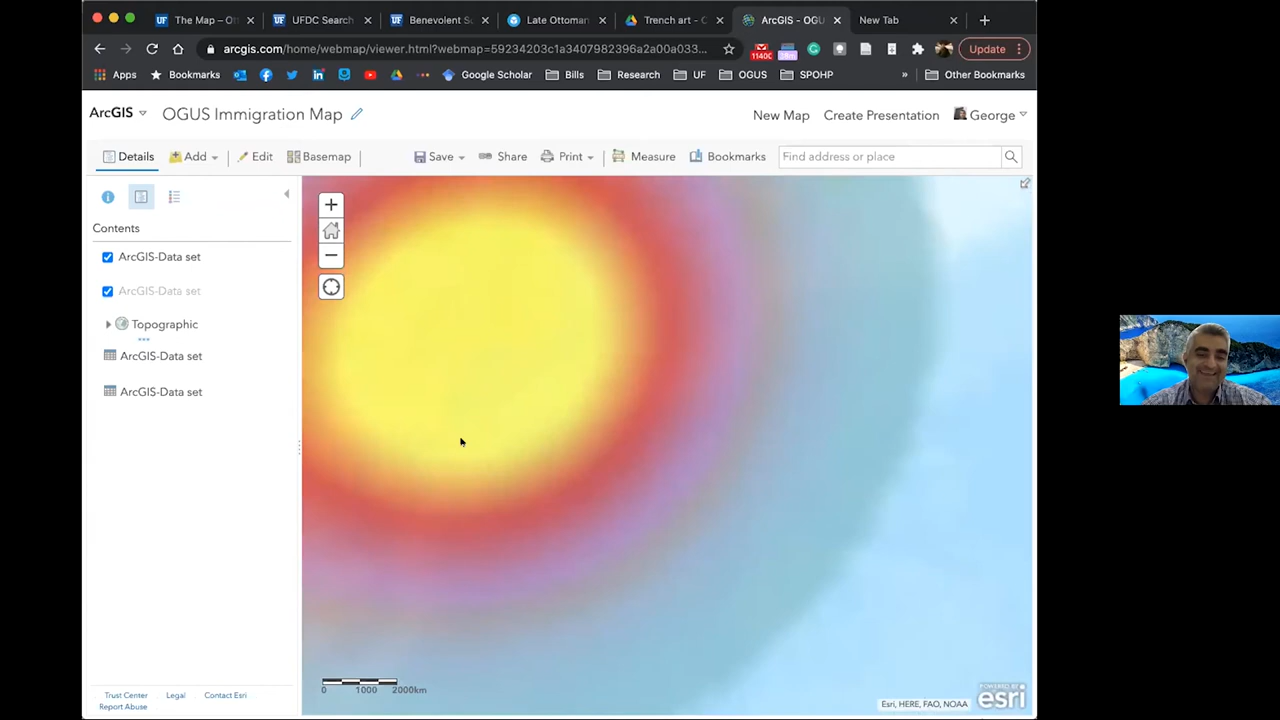 The Map – Ot
UFDC Search
Benevolent Su
Late Ottoman
Trench art - C
ArcGIS - OGU
New Tab
arcgis.com/home/webmap/viewer.html?webmap=59234203c1a3407982396a2a00a033...
1140
Update
Apps
Bookmarks
Google Scholar
Bills
Research
UF
OGUS
SPOHP
»
Other Bookmarks
ArcGIS
OGUS Immigration Map
New Map
Create Presentation
George
Details
Add
Edit
Basemap
Save
Share
Print
Measure
Bookmarks
Find address or place
Contents
ArcGIS-Data set
ArcGIS-Data set
Topographic
ArcGIS-Data set
ArcGIS-Data set
Trust Center
Legal
Contact Esri
Report Abuse
0 1000 2000km
Esri, HERE, FAO, NOAA
POWERED BY
esri